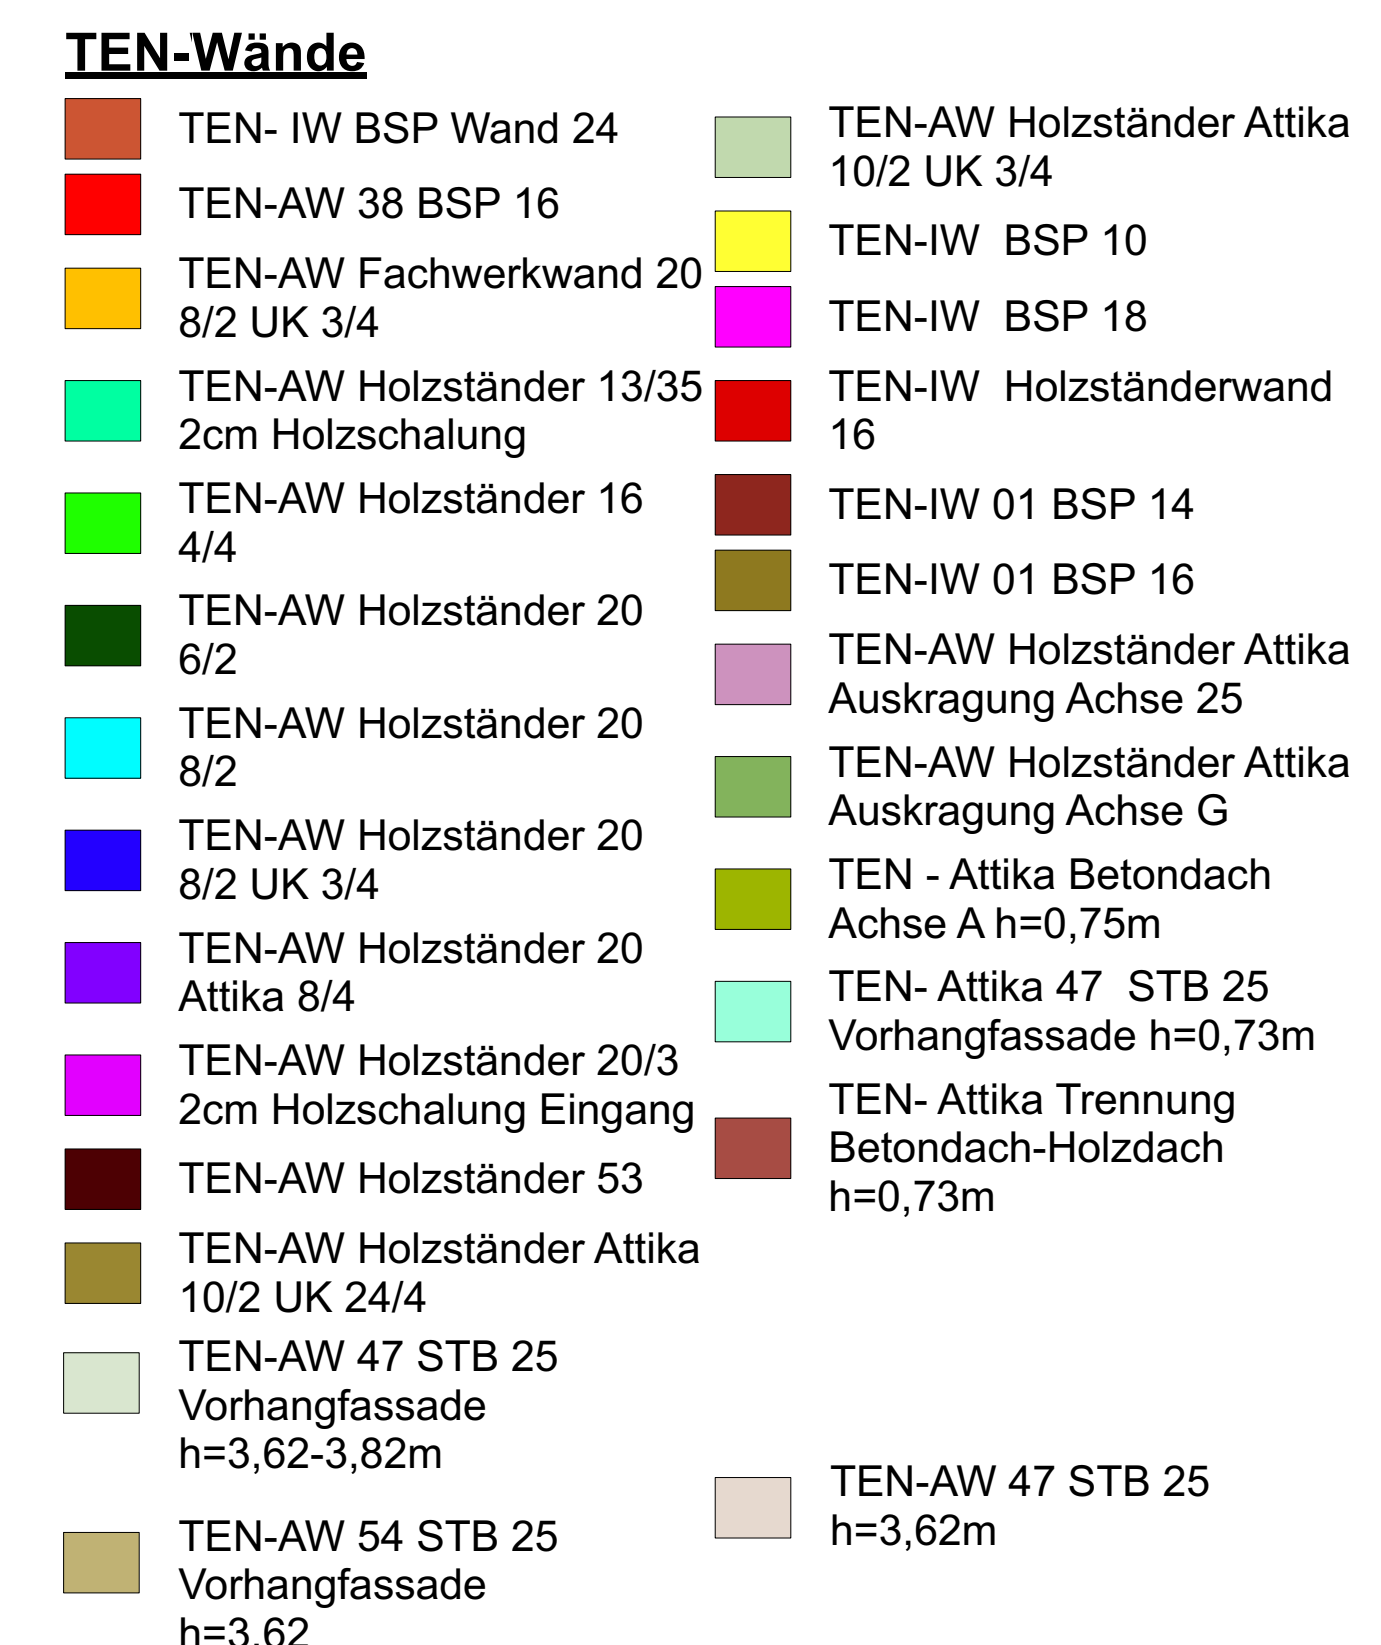 TEN-Wände
TEN- IW BSP Wand 24
TEN-AW 38 BSP 16
TEN-AW Fachwerkwand 20
8/2 UK 3/4
TEN-AW Holzständer 13/35
2cm Holzschalung
TEN-AW Holzständer 16
4/4
TEN-AW Holzständer 20
6/2
TEN-AW Holzständer 20
8/2
TEN-AW Holzständer 20
8/2 UK 3/4
TEN-AW Holzständer 20
Attika 8/4
TEN-AW Holzständer 20/3
2cm Holzschalung Eingang
TEN-AW Holzständer 53
TEN-AW Holzständer Attika
10/2 UK 24/4
TEN-AW 47 STB 25
Vorhangfassade
h=3,62-3,82m
TEN-AW 54 STB 25
Vorhangfassade
h=3,62
TEN-AW Holzständer Attika
10/2 UK 3/4
TEN-IW  BSP 10
TEN-IW  BSP 18
TEN-IW  Holzständerwand
16
TEN-IW 01 BSP 14
TEN-IW 01 BSP 16
TEN-AW Holzständer Attika
Auskragung Achse 25
TEN-AW Holzständer Attika
Auskragung Achse G
TEN - Attika Betondach
Achse A h=0,75m
TEN- Attika 47  STB 25
Vorhangfassade h=0,73m
TEN- Attika Trennung
Betondach-Holzdach
h=0,73m
TEN-AW 47 STB 25
h=3,62m